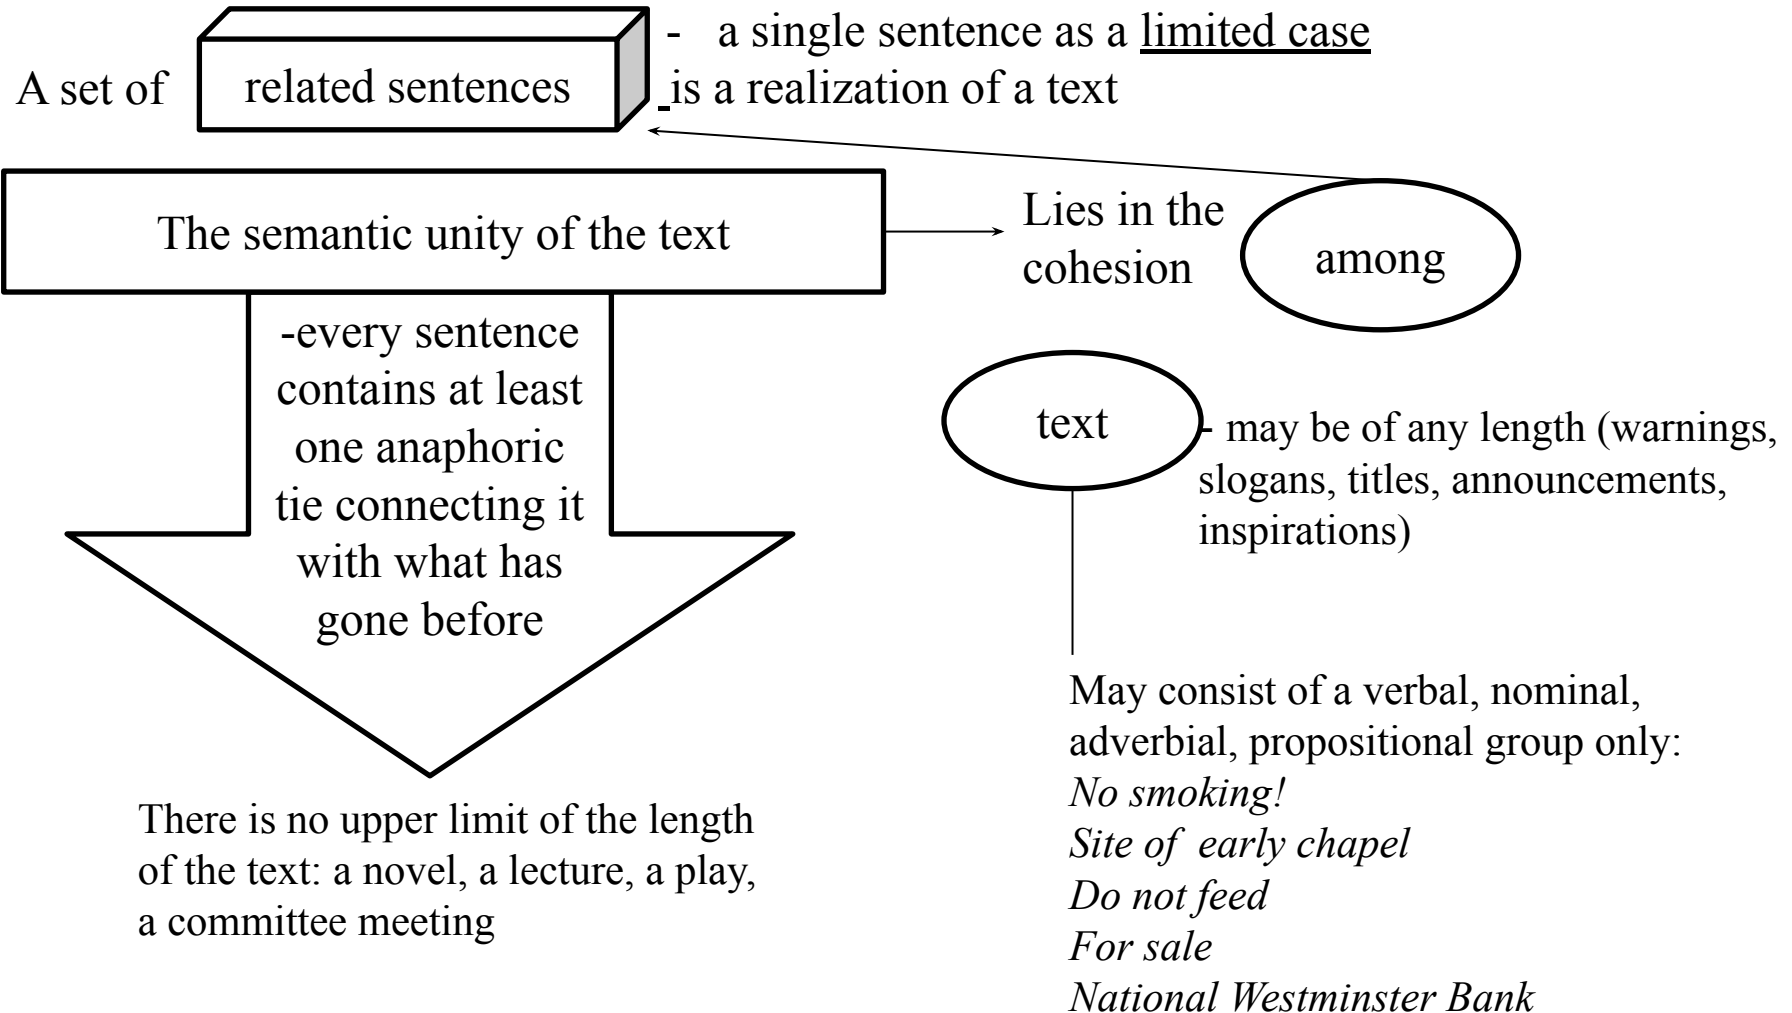 - a single sentence as a limited case
A set of related sentences is a realization of a text
The semantic unity of the text
Lies in the
cohesion
among
-every sentence
contains at least
one anaphoric
tie connecting it
with what has
gone before
text
- may be of any length (warnings,
slogans, titles, announcements,
inspirations)
There is no upper limit of the length
of the text: a novel, a lecture, a play,
a committee meeting
May consist of a verbal, nominal,
adverbial, propositional group only:
No smoking!
Site of early chapel
Do not feed
For sale
National Westminster Bank